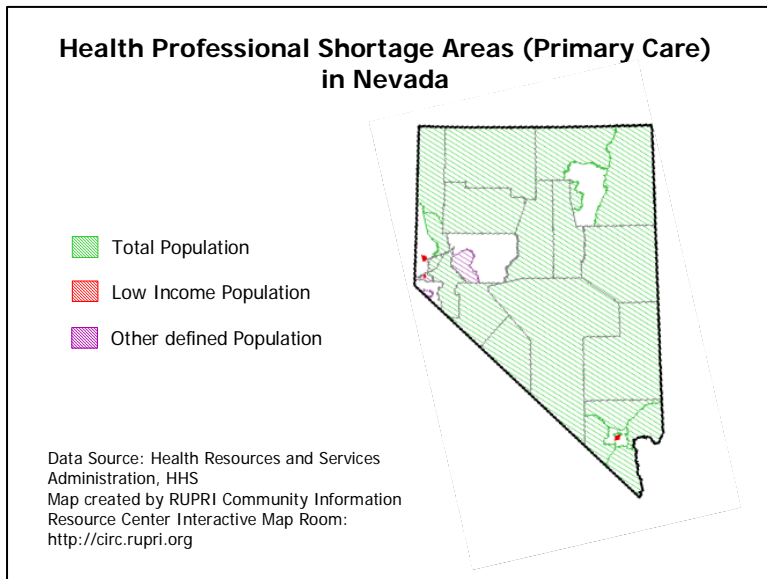 Health Professional Shortage Areas (Primary Care)
in Nevada
Total Population
Low Income Population
Other defined Population
Data Source: Health Resources and Services
Administration, HHS
Map created by RUPRI Community Information
Resource Center Interactive Map Room:
http://circ.rupri.org